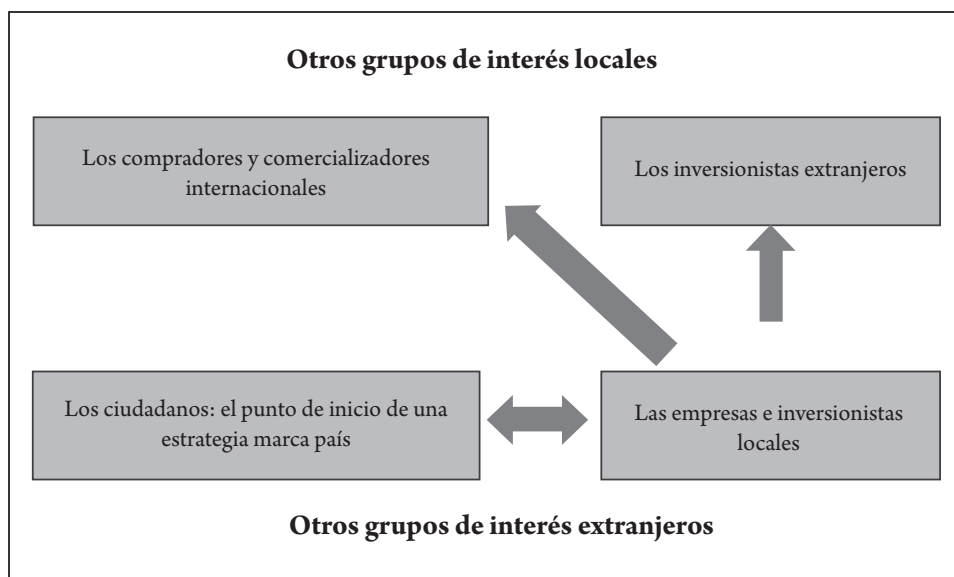 Otros grupos de interés locales
Los compradores y comercializadores
internacionales
Los inversionistas extranjeros
Los ciudadanos: el punto de inicio de una
estrategia marca país
Las empresas e inversionistas
locales
Otros grupos de interés extranjeros